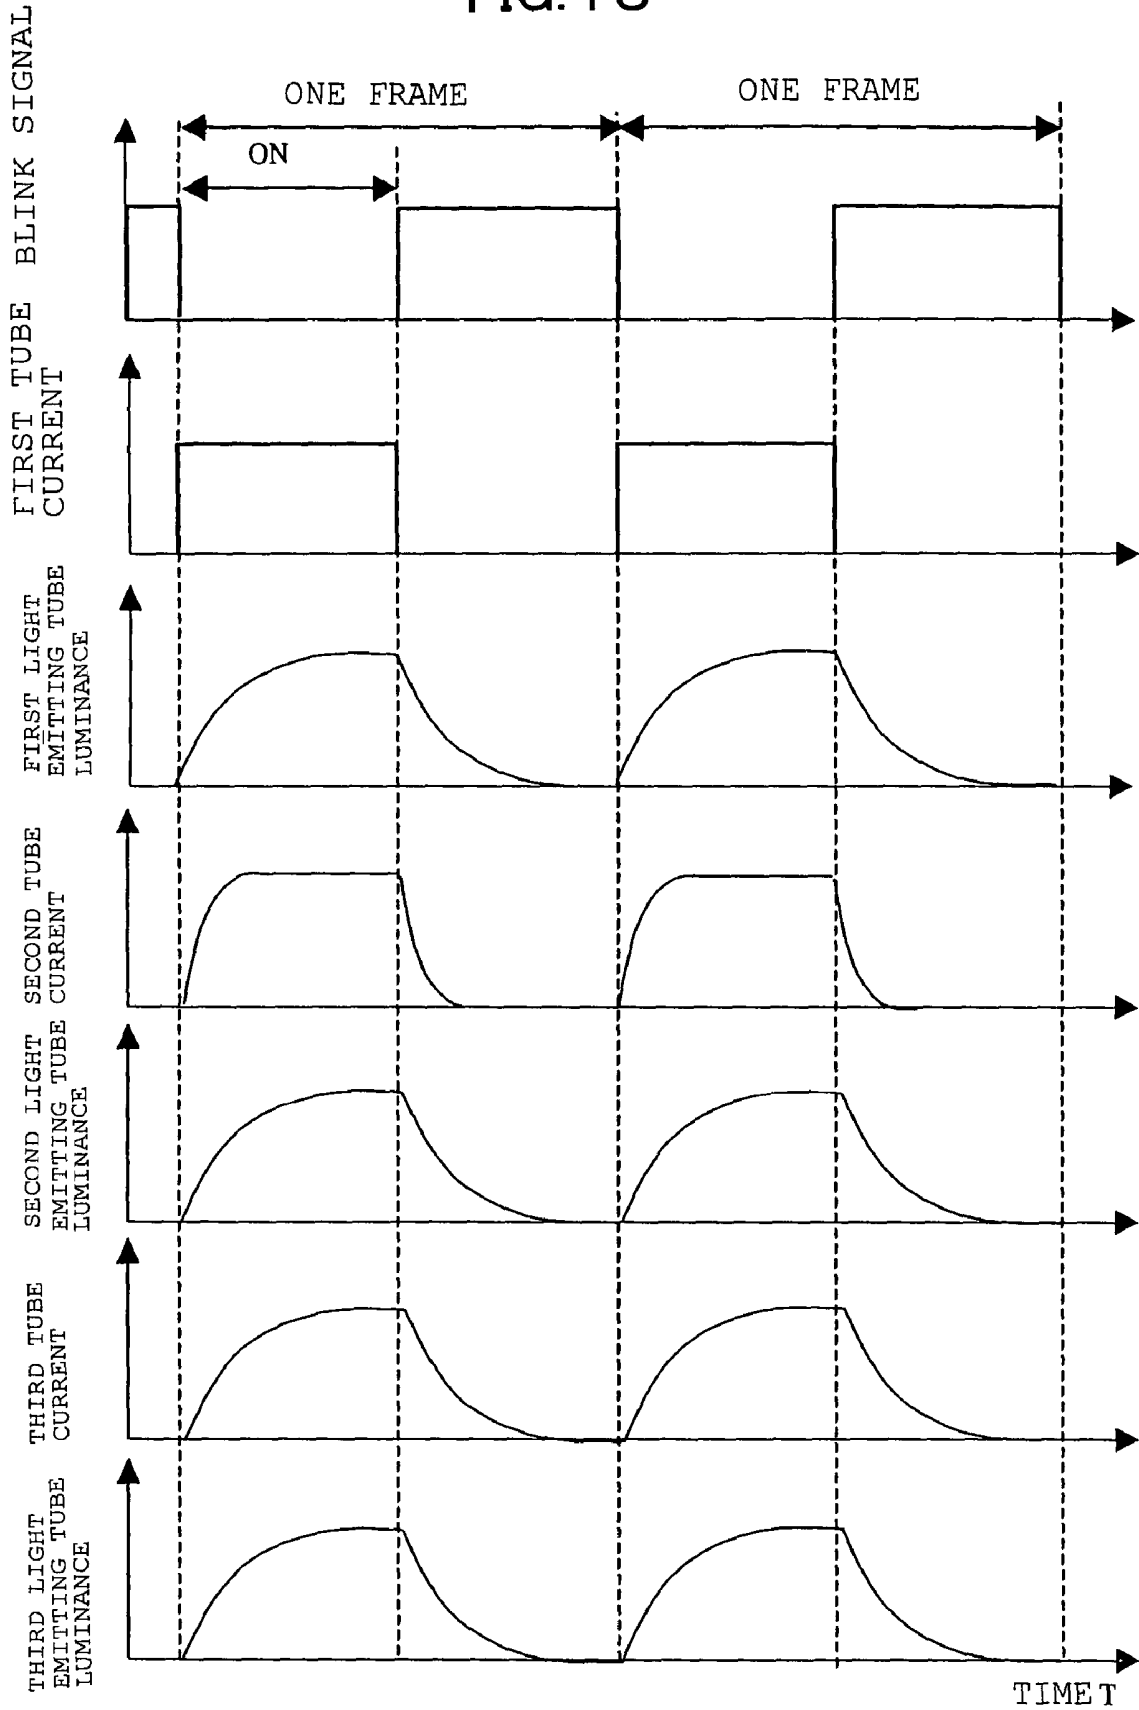 ONE FRAME
ONE FRAME
ON
BLINK SIGNAL
FIRST TUBE
CURRENT
FIRST LIGHT
EMITTING TUBE
LUMINANCE
SECOND TUBE
CURRENT
SECOND LIGHT
EMITTING TUBE
LUMINANCE
THIRD TUBE
CURRENT
THIRD LIGHT
EMITTING TUBE
LUMINANCE
TIME T